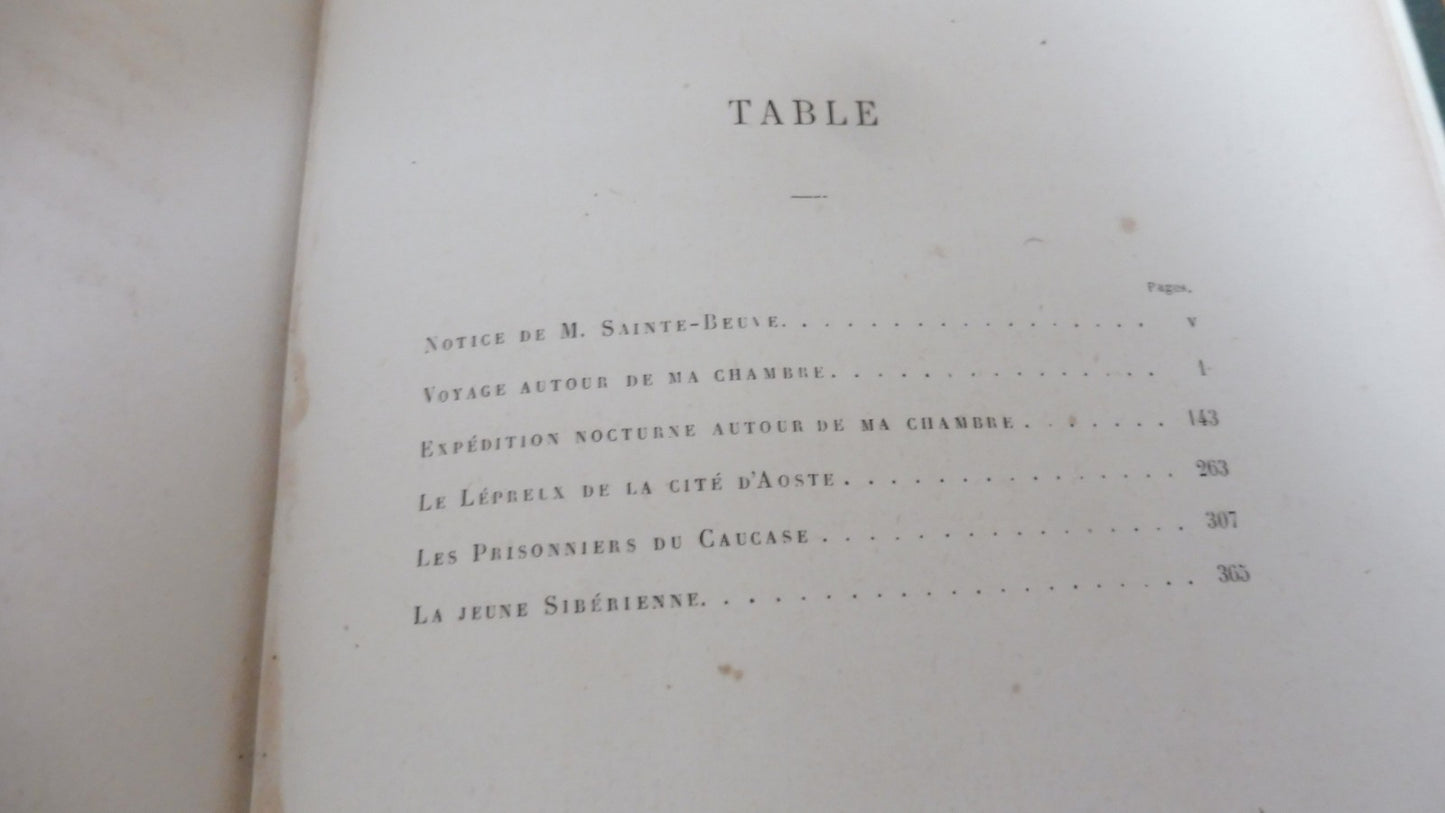 TABLE
Pages.
NOTICE DE M. SAINTE-BEUVE. . . . . . . . . . . . . . . . . . v
VOYAGE AUTOUR DE MA CHAMBRE. . . . . . . . . . . . . . . 1
EXPÉDITION NOCTURNE AUTOUR DE MA CHAMBRE . . . . . . . 143
LE LÉPREUX DE LA CITÉ D'AOSTE . . . . . . . . . . . . . . . 263
LES PRISONNIERS DU CAUCASE . . . . . . . . . . . . . . . . 307
LA JEUNE SIBÉRIENNE. . . . . . . . . . . . . . . . . . . . . 365